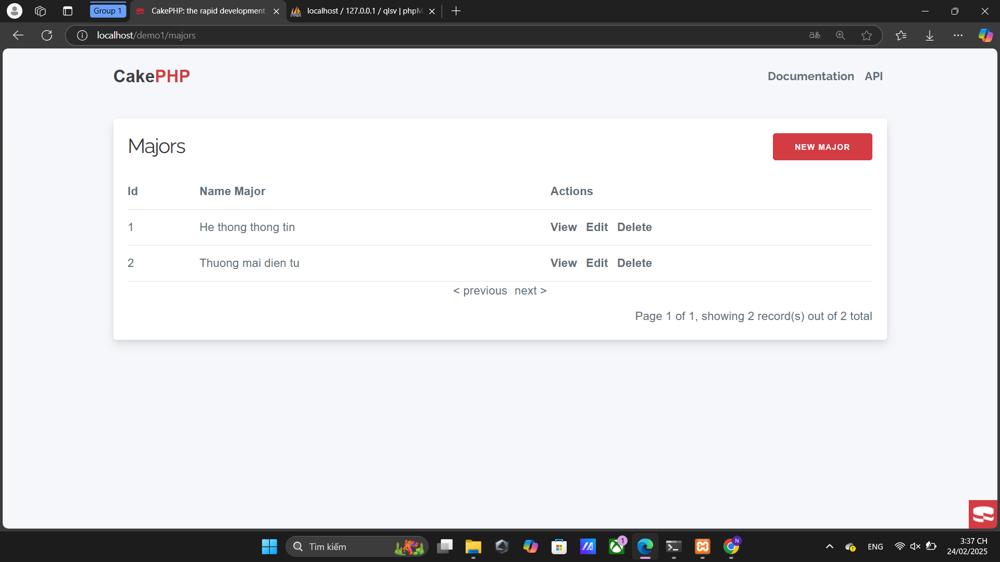 Group 1
CakePHP: the rapid development
localhost / 127.0.0.1 / qlsv | phpM
localhost/demo1/majors
CakePHP
Documentation API
Majors
NEW MAJOR
Id Name Major Actions
1 He thong thong tin View Edit Delete
2 Thuong mai dien tu View Edit Delete
< previous next >
Page 1 of 1, showing 2 record(s) out of 2 total
Tìm kiếm
1
N
ENG
3:37 CH
24/02/2025